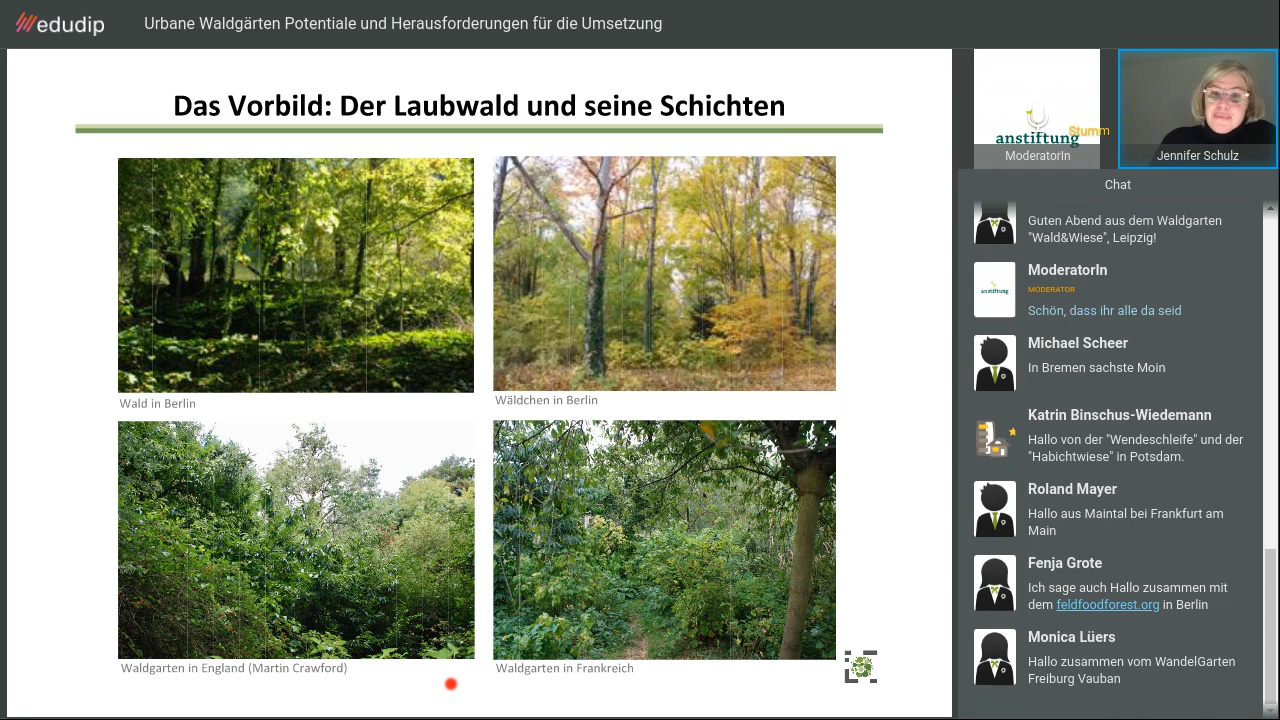 edudip
Urbane Waldgärten Potentiale und Herausforderungen für die Umsetzung
Das Vorbild: Der Laubwald und seine Schichten
Wald in Berlin
Wäldchen in Berlin
Waldgarten in England (Martin Crawford)
Waldgarten in Frankreich
anstiftung
Stumm
ModeratorIn
Jennifer Schulz
Chat
Guten Abend aus dem Waldgarten
"Wald&Wiese", Leipzig!
anstiftung
ModeratorIn
MODERATOR
Schön, dass ihr alle da seid
Michael Scheer
In Bremen sachste Moin
Katrin Binschus-Wiedemann
Hallo von der "Wendeschleife" und der
"Habichtwiese" in Potsdam.
Roland Mayer
Hallo aus Maintal bei Frankfurt am
Main
Fenja Grote
Ich sage auch Hallo zusammen mit
dem feldfoodforest.org in Berlin
Monica Lüers
Hallo zusammen vom WandelGarten
Freiburg Vauban